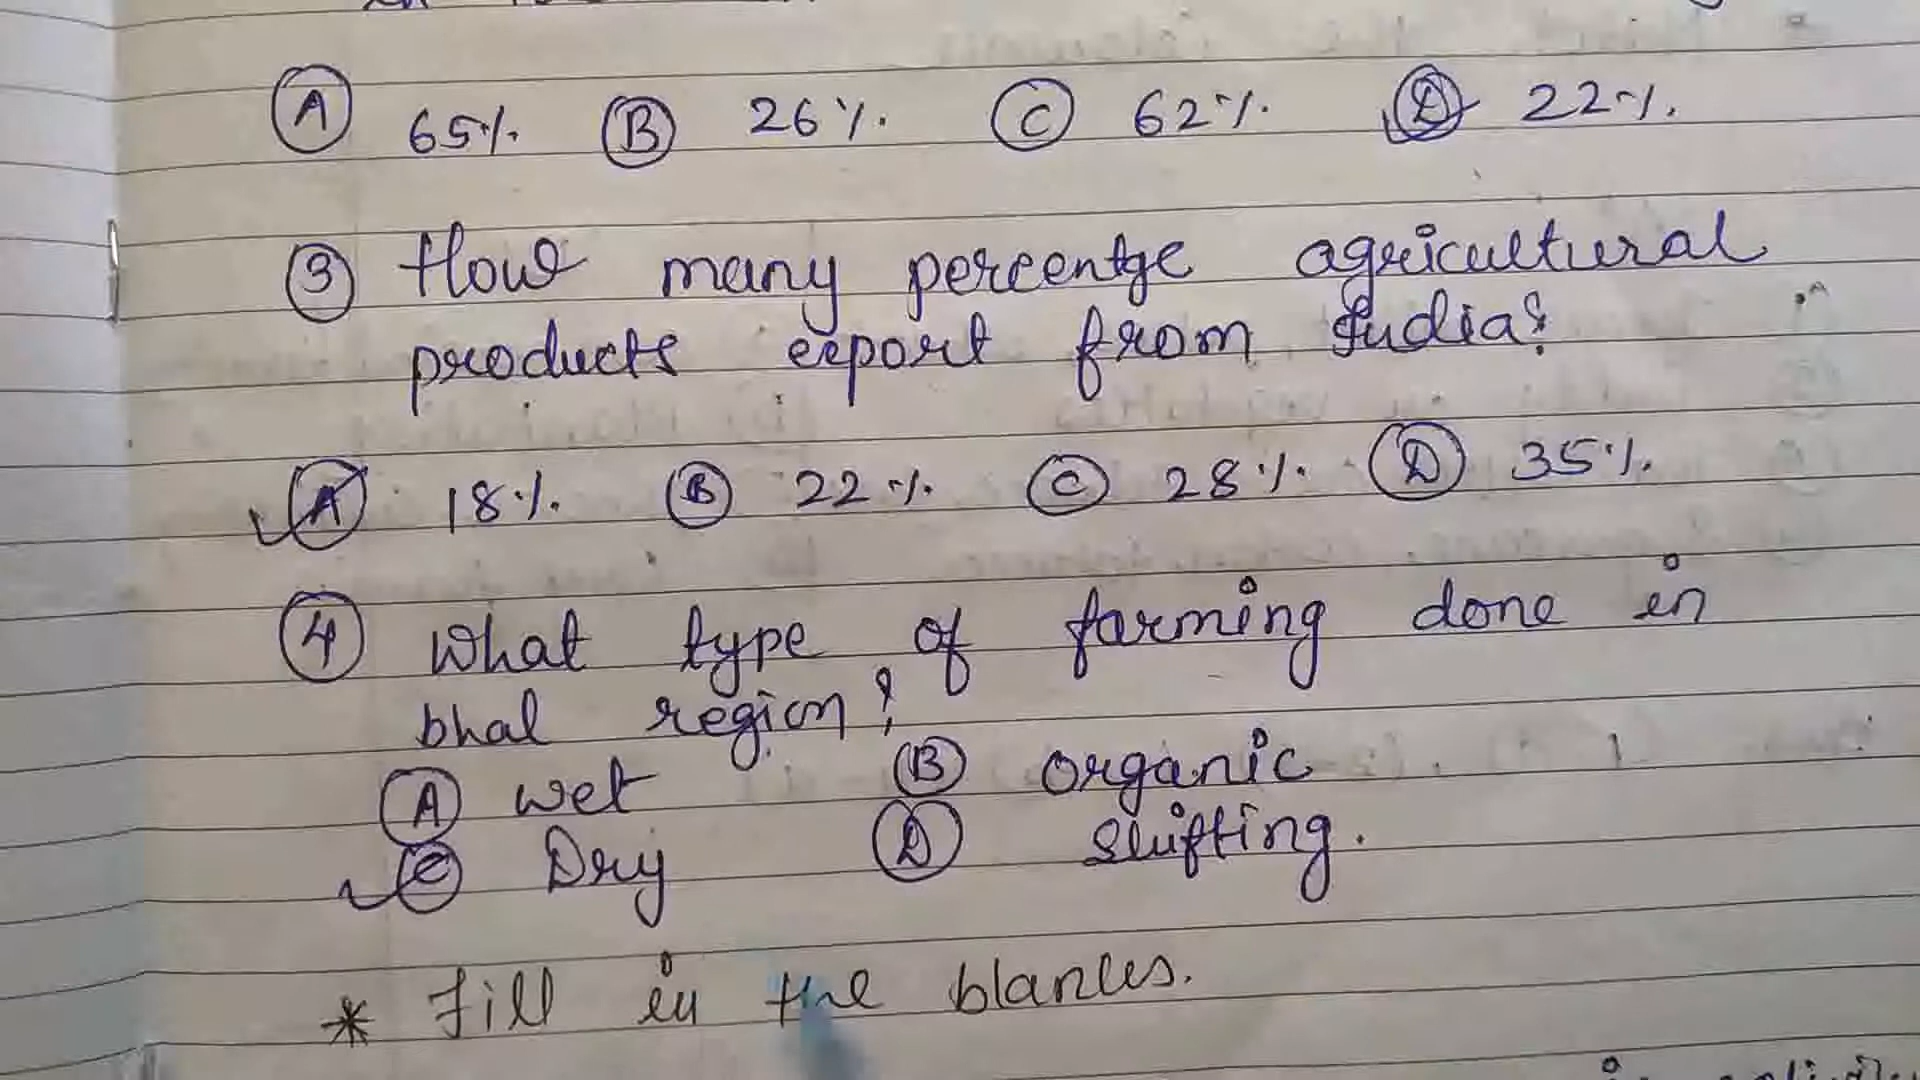 A 65% B 26% C 62% D 22%.
3 How many percentge agricultural
products export from India?
A 18% B 22% C 28% D 35%.
4 What type of farming done in
bhal region?
A wet B organic
C Dry D Shifting.
* Fill in the blanks.